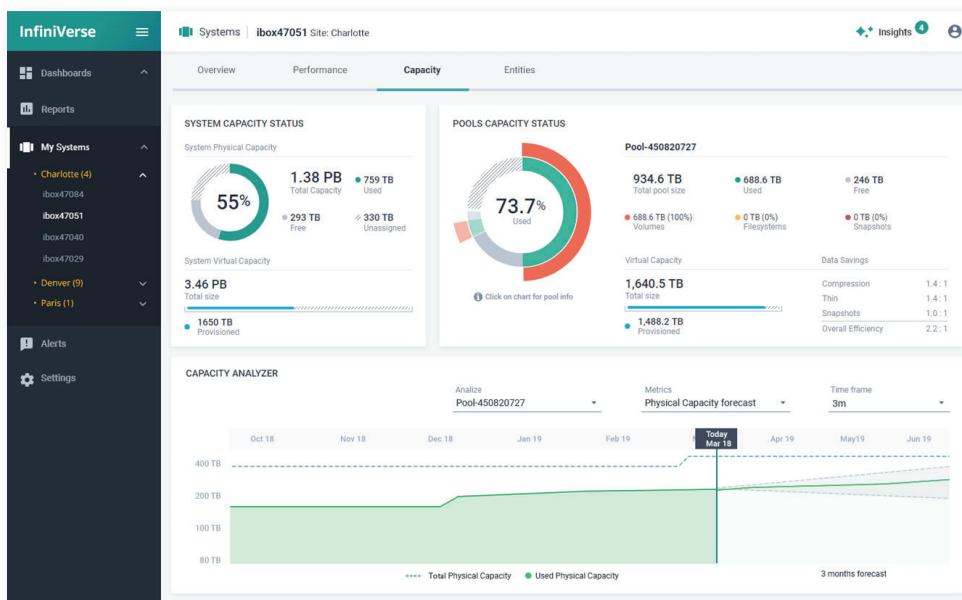 InfiniVerse
Systems ibox47051 Site: Charlotte
Insights 4
Dashboards
Reports
My Systems
• Charlotte (4)
ibox47084
ibox47051
ibox47040
ibox47029
• Denver (9)
• Paris (1)
Alerts
Settings
Overview Performance Capacity Entities
SYSTEM CAPACITY STATUS
System Physical Capacity
55%
1.38 PB
Total Capacity
759 TB
Used
293 TB
Free
330 TB
Unassigned
System Virtual Capacity
3.46 PB
Total size
1650 TB
Provisioned
POOLS CAPACITY STATUS
73.7%
Used
Click on chart for pool info
Pool-450820727
934.6 TB
Total pool size
688.6 TB
Used
246 TB
Free
688.6 TB (100%)
Volumes
0 TB (0%)
Filesystems
0 TB (0%)
Snapshots
Virtual Capacity
1,640.5 TB
Total size
1,488.2 TB
Provisioned
Data Savings
Compression 1.4 : 1
Thin 1.4 : 1
Snapshots 1.0 : 1
Overall Efficiency 2.2 : 1
CAPACITY ANALYZER
Analize
Pool-450820727
Metrics
Physical Capacity forecast
Time frame
3m
Oct 18 Nov 18 Dec 18 Jan 19 Feb 19 Apr 19 May19 Jun 19
Today
Mar 18
400 TB
200 TB
100 TB
80 TB
Total Physical Capacity Used Physical Capacity
3 months forecast